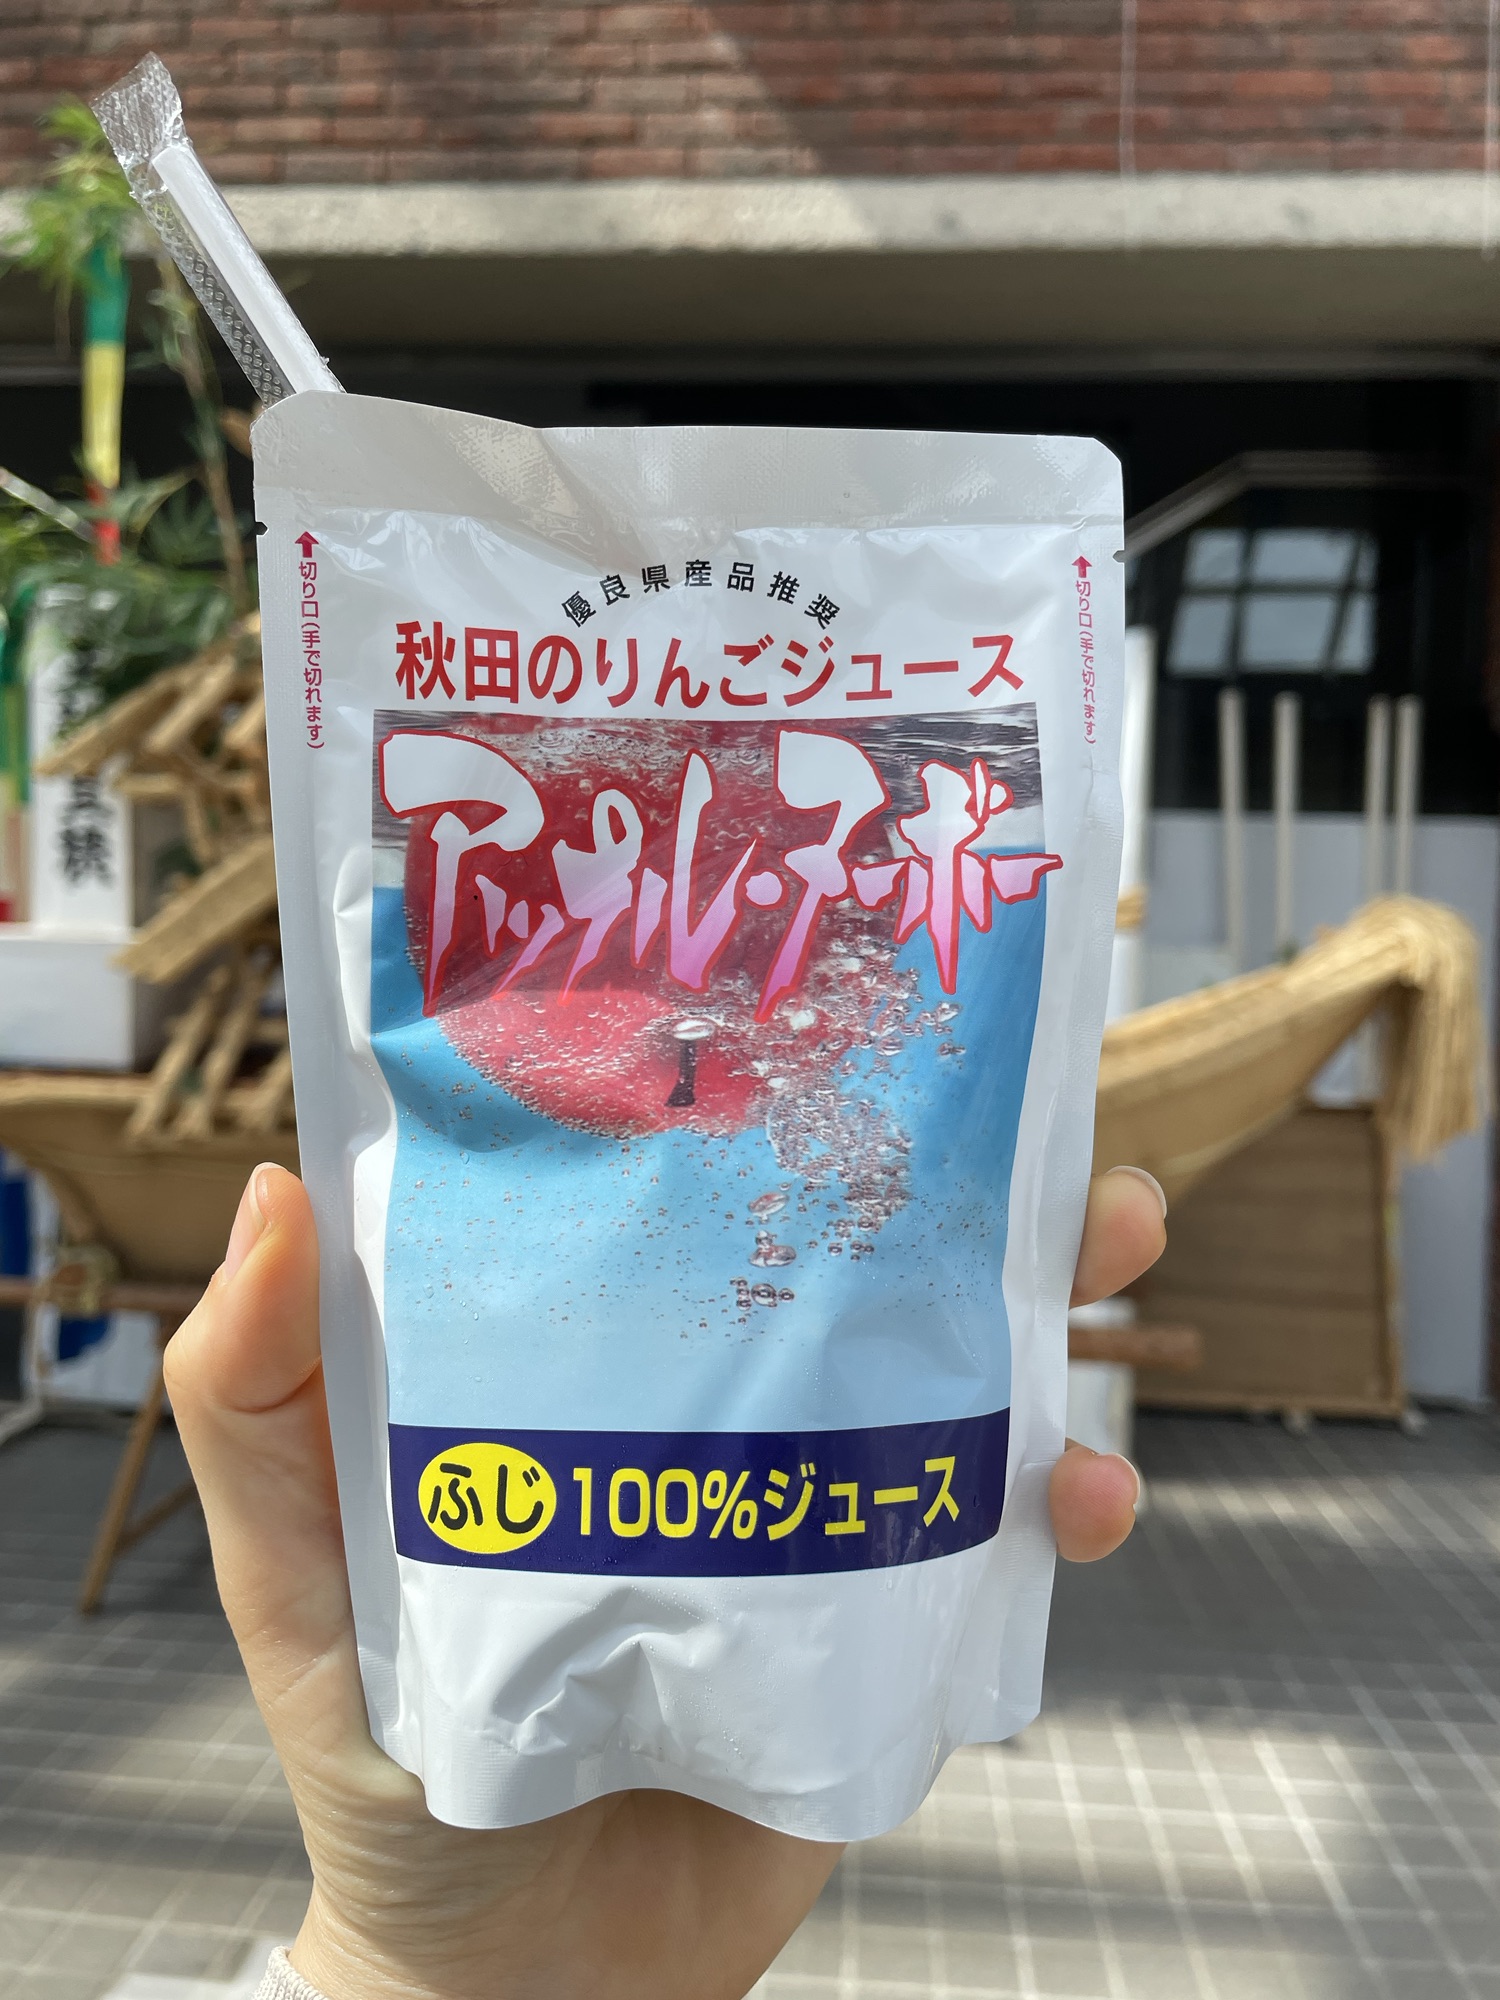 優良県産品推奨
秋田のりんごジュース
アップル・ターボー
ふじ 100%ジュース
切り口(手で切れます)
切り口(手で切れます)